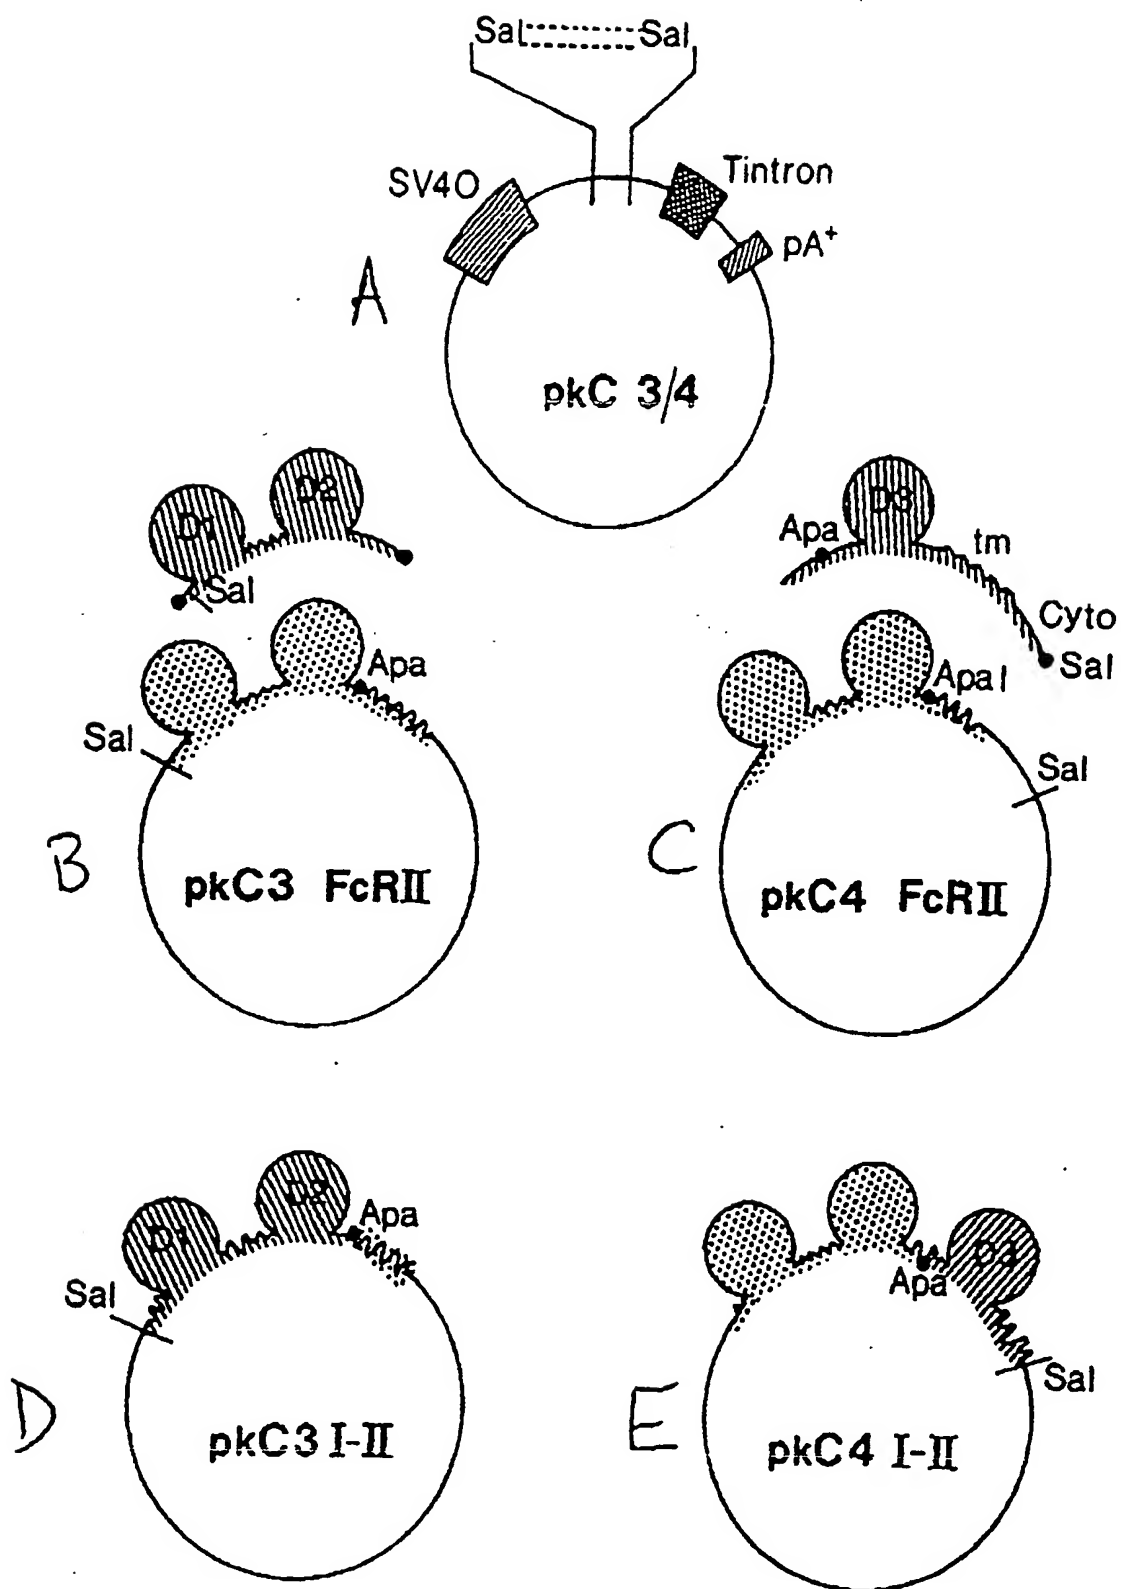 Sal Sal
SV40
Tintron
pA+
A
pkC 3/4
D1
D2
Sal
Apa
Sal
B
pkC3 FcRII
D3
Apa
tm
Cyto
Sal
Apa I
Sal
C
pkC4 FcRII
D1
D2
Apa
Sal
D
pkC3 I-II
Apa
D3
Sal
E
pkC4 I-II